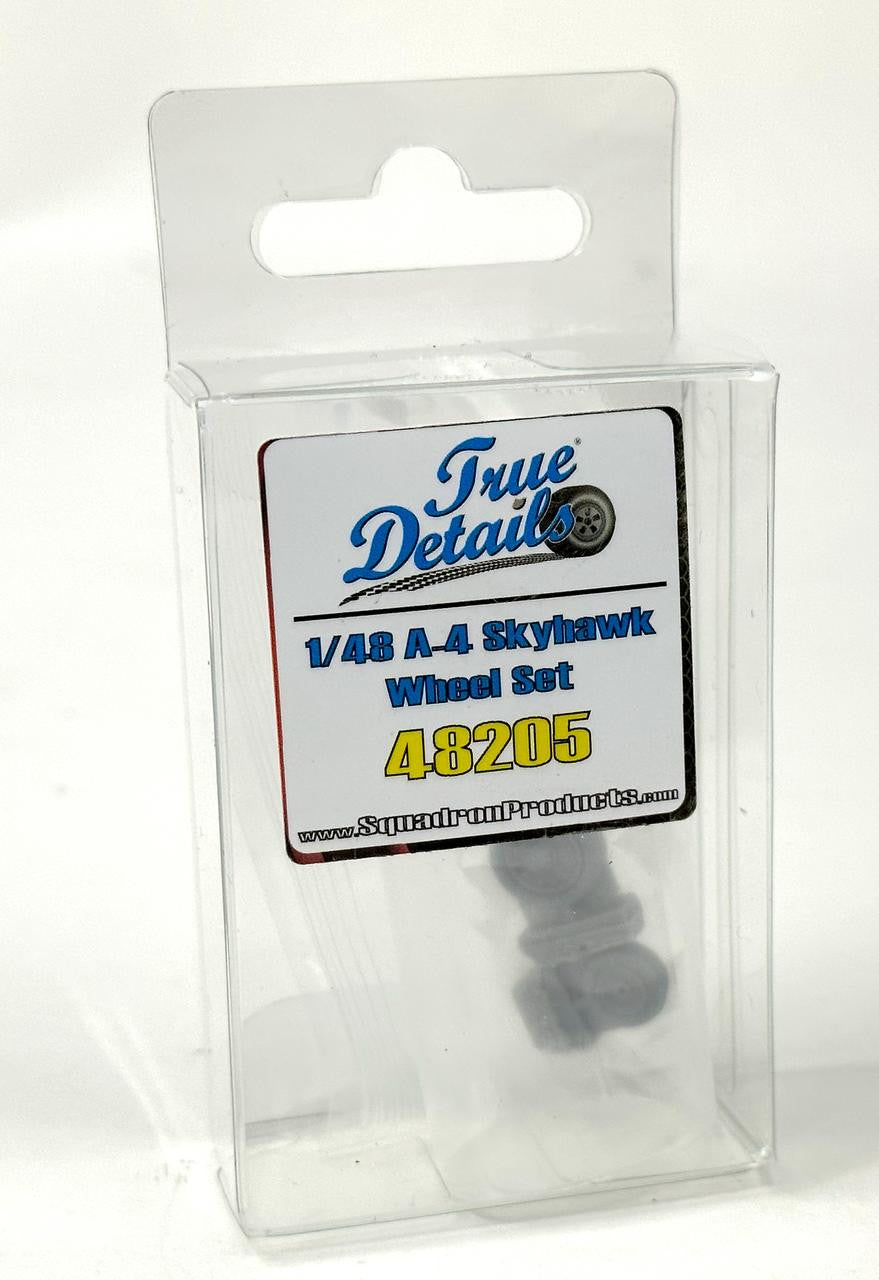 True
Details®
1/48 A-4 Skyhawk
Wheel Set
48205
www.SquadronProducts.com